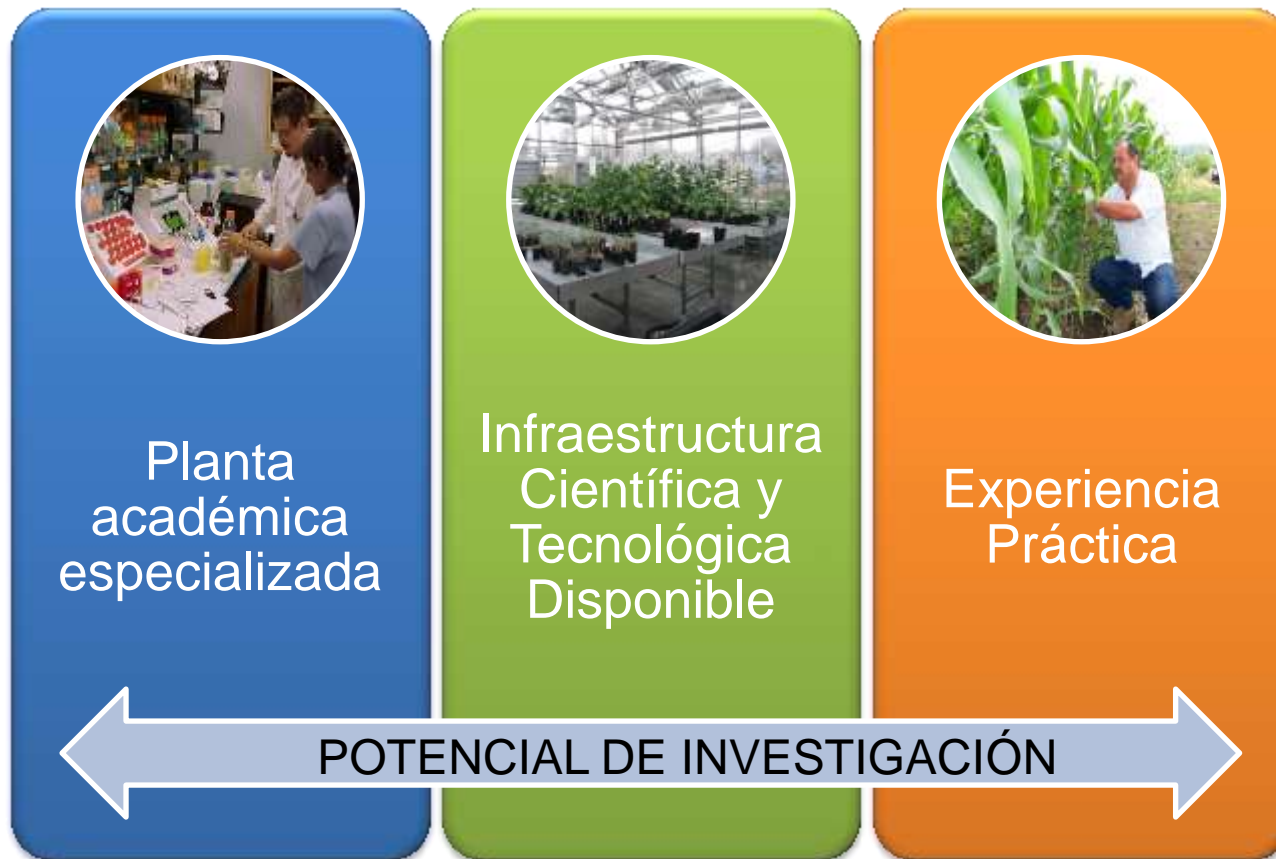 Planta
académica
especializada
Infraestructura
Científica y
Tecnológica
Disponible
Experiencia
Práctica
POTENCIAL DE INVESTIGACIÓN